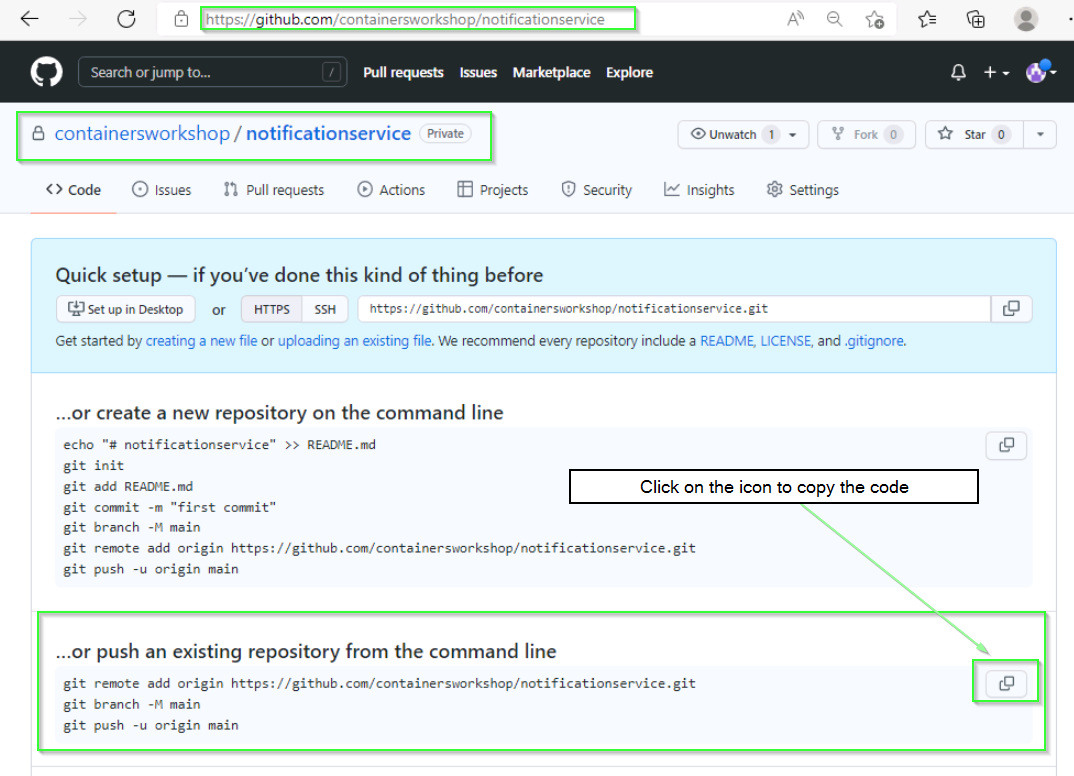 https://github.com/containersworkshop/notificationservice
Search or jump to... / Pull requests Issues Marketplace Explore
containersworkshop / notificationservice Private Unwatch 1 Fork 0 Star 0
Code Issues Pull requests Actions Projects Security Insights Settings
Quick setup — if you’ve done this kind of thing before
Set up in Desktop or HTTPS SSH https://github.com/containersworkshop/notificationservice.git
Get started by creating a new file or uploading an existing file. We recommend every repository include a README, LICENSE, and .gitignore.
…or create a new repository on the command line
echo "# notificationservice" >> README.md
git init
git add README.md
git commit -m "first commit"
git branch -M main
git remote add origin https://github.com/containersworkshop/notificationservice.git
git push -u origin main
Click on the icon to copy the code
…or push an existing repository from the command line
git remote add origin https://github.com/containersworkshop/notificationservice.git
git branch -M main
git push -u origin main